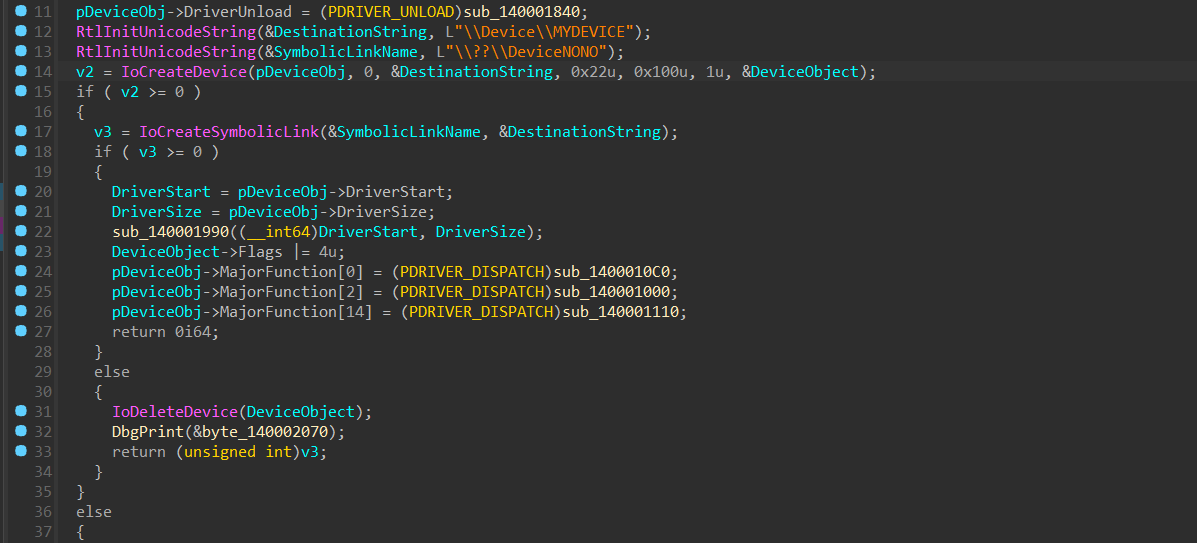 11 pDeviceObj->DriverUnload = (PDRIVER_UNLOAD)sub_140001840;
12 RtlInitUnicodeString(&DestinationString, L"\\Device\\MYDEVICE");
13 RtlInitUnicodeString(&SymbolicLinkName, L"\\??\\DeviceNONO");
14 v2 = IoCreateDevice(pDeviceObj, 0, &DestinationString, 0x22u, 0x100u, 1u, &DeviceObject);
15 if ( v2 >= 0 )
16 {
17   v3 = IoCreateSymbolicLink(&SymbolicLinkName, &DestinationString);
18   if ( v3 >= 0 )
19   {
20     DriverStart = pDeviceObj->DriverStart;
21     DriverSize = pDeviceObj->DriverSize;
22     sub_140001990((__int64)DriverStart, DriverSize);
23     DeviceObject->Flags |= 4u;
24     pDeviceObj->MajorFunction[0] = (PDRIVER_DISPATCH)sub_1400010C0;
25     pDeviceObj->MajorFunction[2] = (PDRIVER_DISPATCH)sub_140001000;
26     pDeviceObj->MajorFunction[14] = (PDRIVER_DISPATCH)sub_140001110;
27     return 0i64;
28   }
29   else
30   {
31     IoDeleteDevice(DeviceObject);
32     DbgPrint(&byte_140002070);
33     return (unsigned int)v3;
34   }
35 }
36 else
37 {